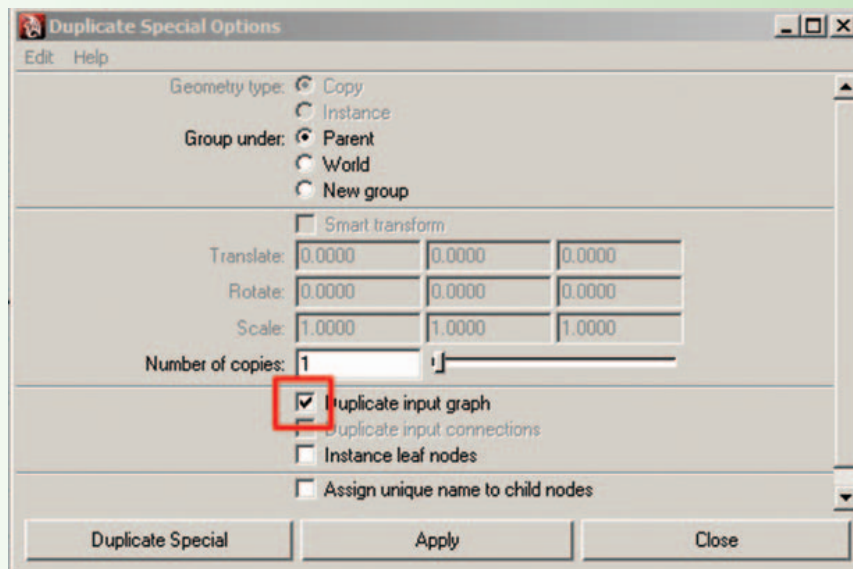 Duplicate Special Options
Edit Help
Geometry type: Copy
Instance
Group under: Parent
World
New group
Smart transform
Translate: 0.0000 0.0000 0.0000
Rotate: 0.0000 0.0000 0.0000
Scale: 1.0000 1.0000 1.0000
Number of copies: 1
Duplicate input graph
Duplicate input connections
Instance leaf nodes
Assign unique name to child nodes
Duplicate Special Apply Close